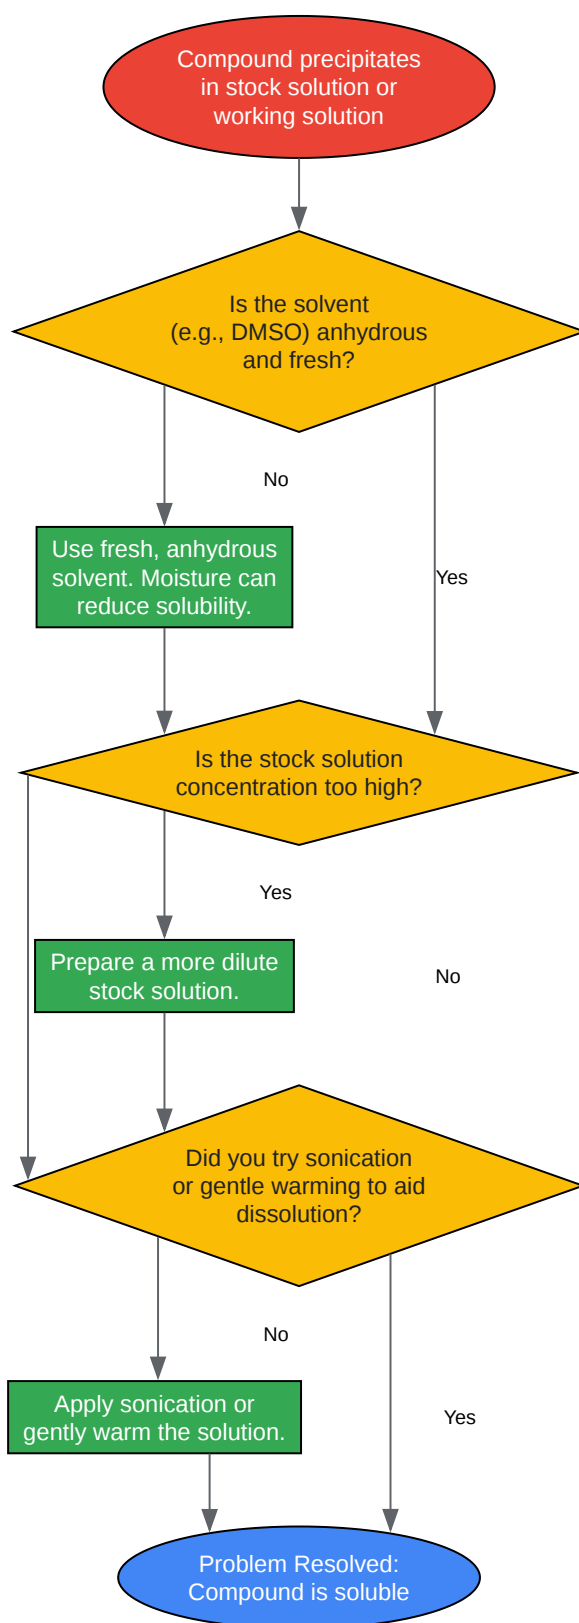 Compound precipitates
in stock solution or
working solution
Is the solvent
(e.g., DMSO) anhydrous
and fresh?
No
Use fresh, anhydrous
solvent. Moisture can
reduce solubility.
Yes
Is the stock solution
concentration too high?
Yes
Prepare a more dilute
stock solution.
No
Did you try sonication
or gentle warming to aid
dissolution?
No
Apply sonication or
gently warm the solution.
Yes
Problem Resolved:
Compound is soluble